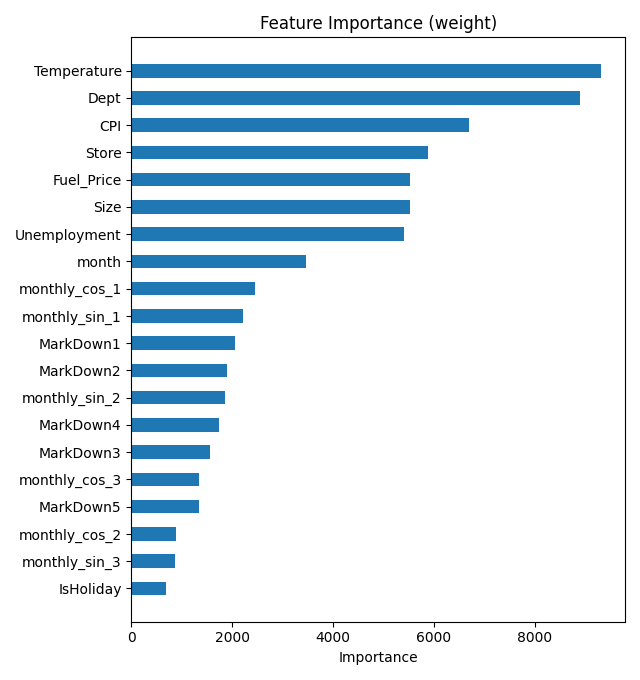 Feature Importance (weight)
Temperature
Dept
CPI
Store
Fuel_Price
Size
Unemployment
month
monthly_cos_1
monthly_sin_1
MarkDown1
MarkDown2
monthly_sin_2
MarkDown4
MarkDown3
monthly_cos_3
MarkDown5
monthly_cos_2
monthly_sin_3
IsHoliday
0 2000 4000 6000 8000
Importance